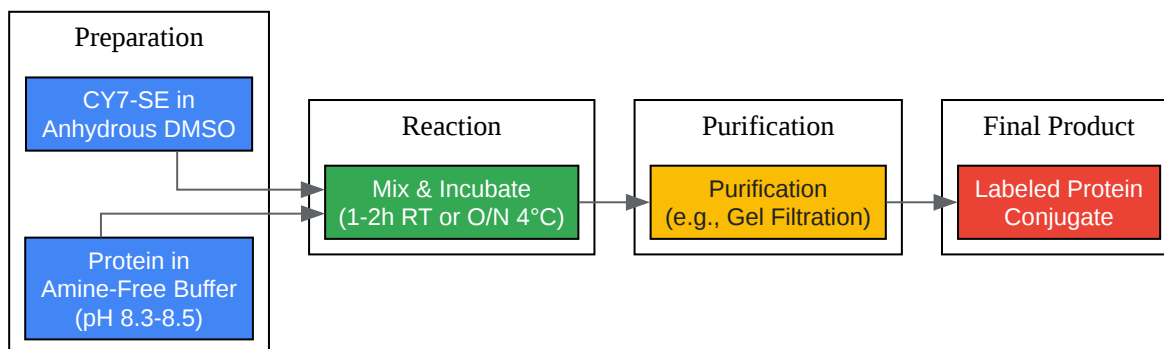 Preparation
CY7-SE in
Anhydrous DMSO
Protein in
Amine-Free Buffer
(pH 8.3-8.5)
Reaction
Mix & Incubate
(1-2h RT or O/N 4°C)
Purification
Purification
(e.g., Gel Filtration)
Final Product
Labeled Protein
Conjugate